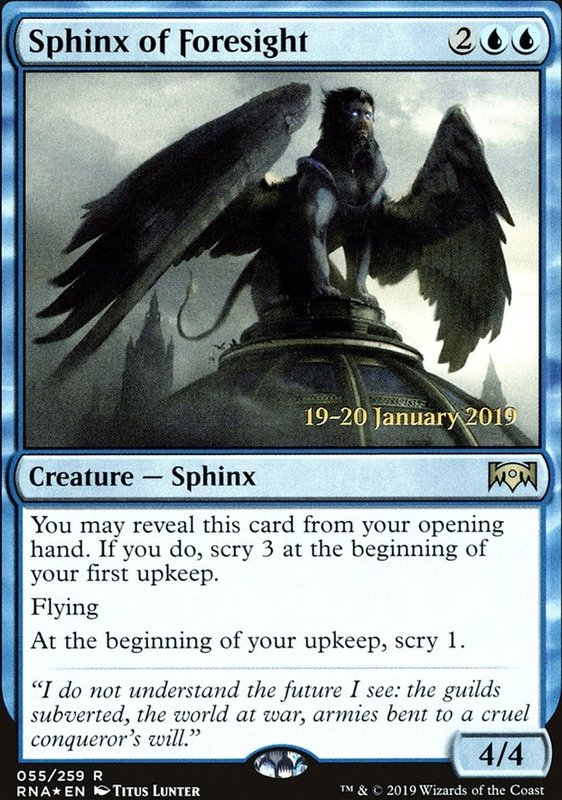 Sphinx of Foresight
2
19–20 January 2019
Creature — Sphinx
You may reveal this card from your opening
hand. If you do, scry 3 at the beginning of
your first upkeep.
Flying
At the beginning of your upkeep, scry 1.
“I do not understand the future I see: the guilds
subverted, the world at war, armies bent to a cruel
conqueror’s will.”
4/4
055/259 R
RNA★EN Titus Lunter
™ & © 2019 Wizards of the Coast